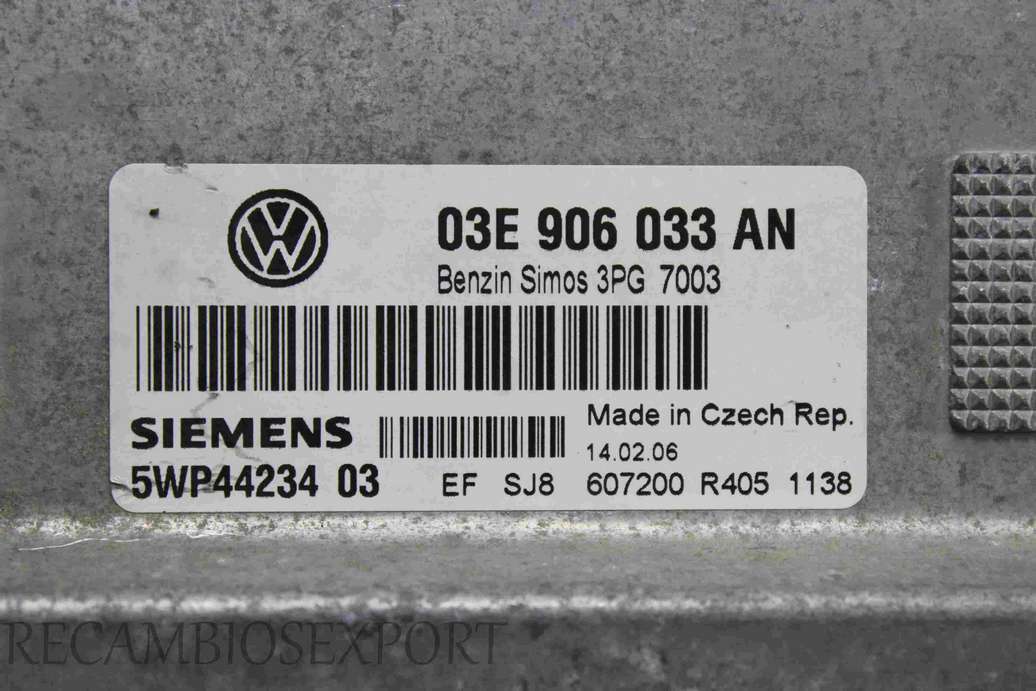 03E 906 033 AN
Benzin Simos 3PG 7003
SIEMENS
Made in Czech Rep.
14.02.06
5WP44234 03 EF SJ8 607200 R405 1138
RECAMBIOSEXPORT